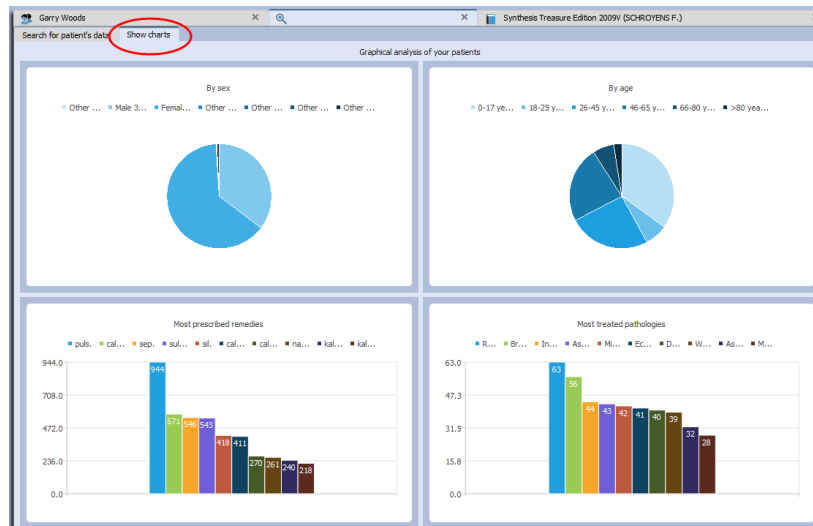 Garry Woods
Synthesis Treasure Edition 2009V (SCHROYENS F.)
Search for patient's data
Show charts
Graphical analysis of your patients
By sex
Other ... Male 3... Femal... Other ... Other ... Other ... Other ...
By age
0-17 ye... 18-25 y... 26-45 y... 46-65 y... 66-80 y... >80 yea...
Most prescribed remedies
puls. cal... sep. sul... sil. cal... cal... na... kal... kal...
944.0
708.0
472.0
236.0
0.0
944
571
546
543
418
411
270
261
240
218
Most treated pathologies
R... Br... In... As... Mi... Ec... D... W... As... M...
63.0
47.3
31.5
15.8
0.0
63
56
44
43
42
41
40
39
32
28